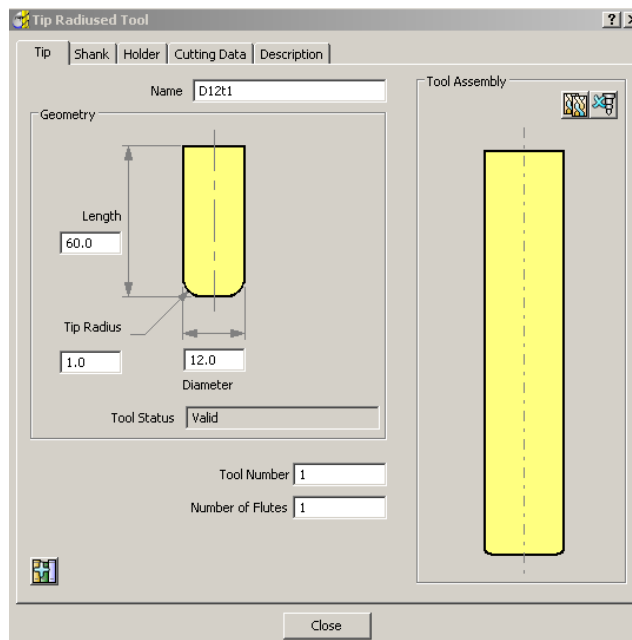 Tip Radiused Tool
Tip Shank Holder Cutting Data Description
Name D12t1
Geometry
Length
60.0
Tip Radius
1.0
12.0
Diameter
Tool Status Valid
Tool Number 1
Number of Flutes 1
Tool Assembly
Close